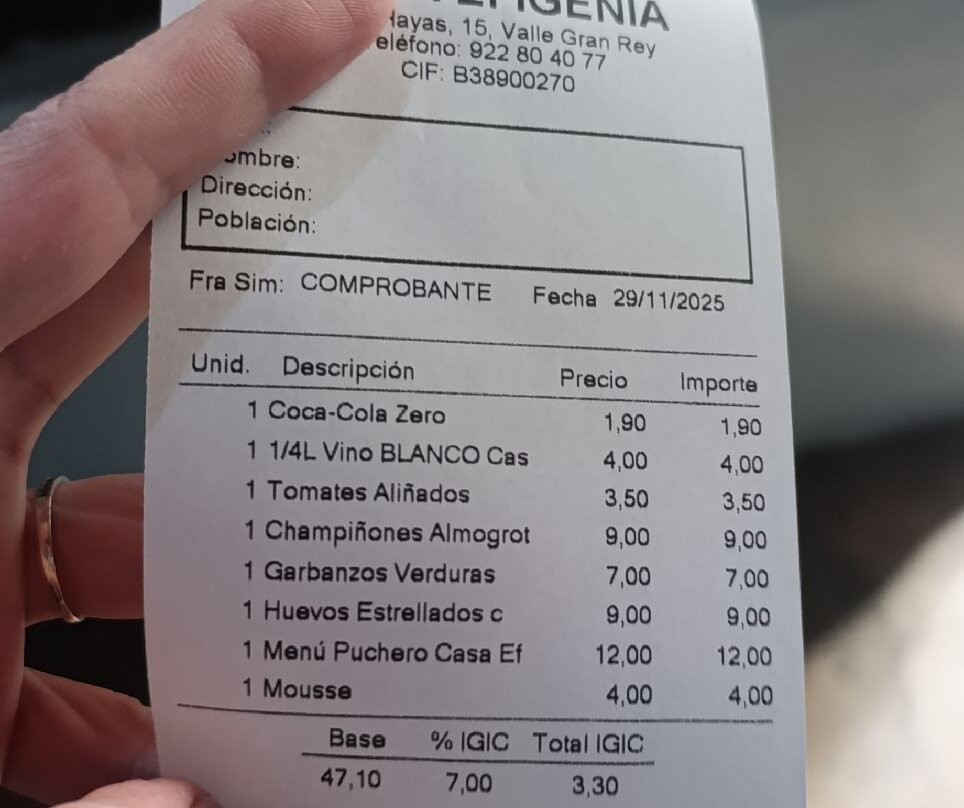 15, Valle Gran Rey
922 80 40 77
CIF: B38900270
Dirección:
Población:
Fra Sim: COMPROBANTE Fecha 29/11/2025
Unid. Descripción Precio Importe
1 Coca-Cola Zero 1,90 1,90
1 1/4L Vino BLANCO Cas 4,00 4,00
1 Tomates Aliñados 3,50 3,50
1 Champiñones Almogrot 9,00 9,00
1 Garbanzos Verduras 7,00 7,00
1 Huevos Estrellados c 9,00 9,00
1 Menú Puchero Casa Ef 12,00 12,00
1 Mousse 4,00 4,00
Base % IGIC Total IGIC
47,10 7,00 3,30